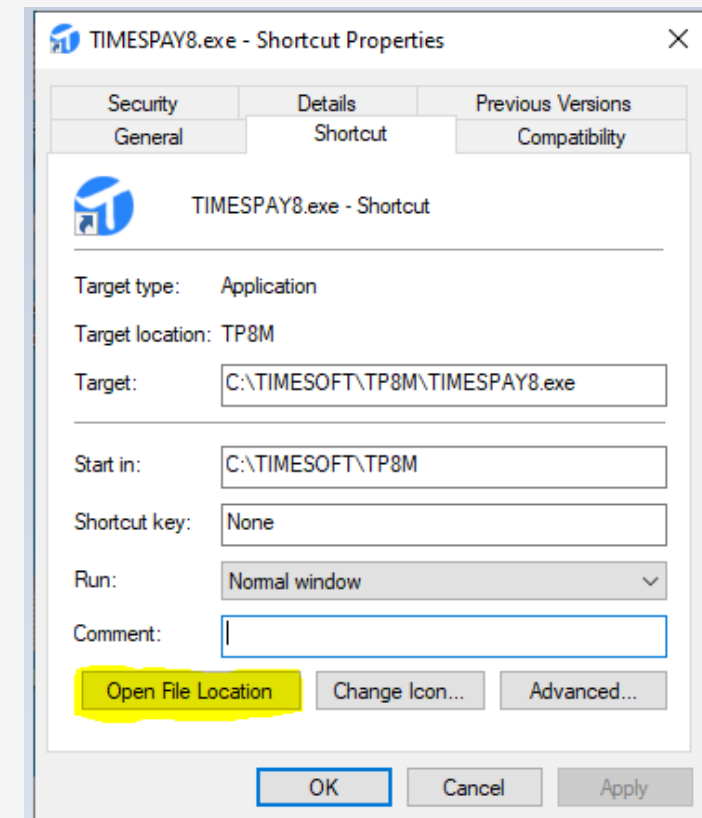 TIMESPAY8.exe - Shortcut Properties
Security Details Previous Versions
General Shortcut Compatibility
TIMESPAY8.exe - Shortcut
Target type: Application
Target location: TP8M
Target: C:\TIMESOFT\TP8M\TIMESPAY8.exe
Start in: C:\TIMESOFT\TP8M
Shortcut key: None
Run: Normal window
Comment:
Open File Location Change Icon... Advanced...
OK Cancel Apply